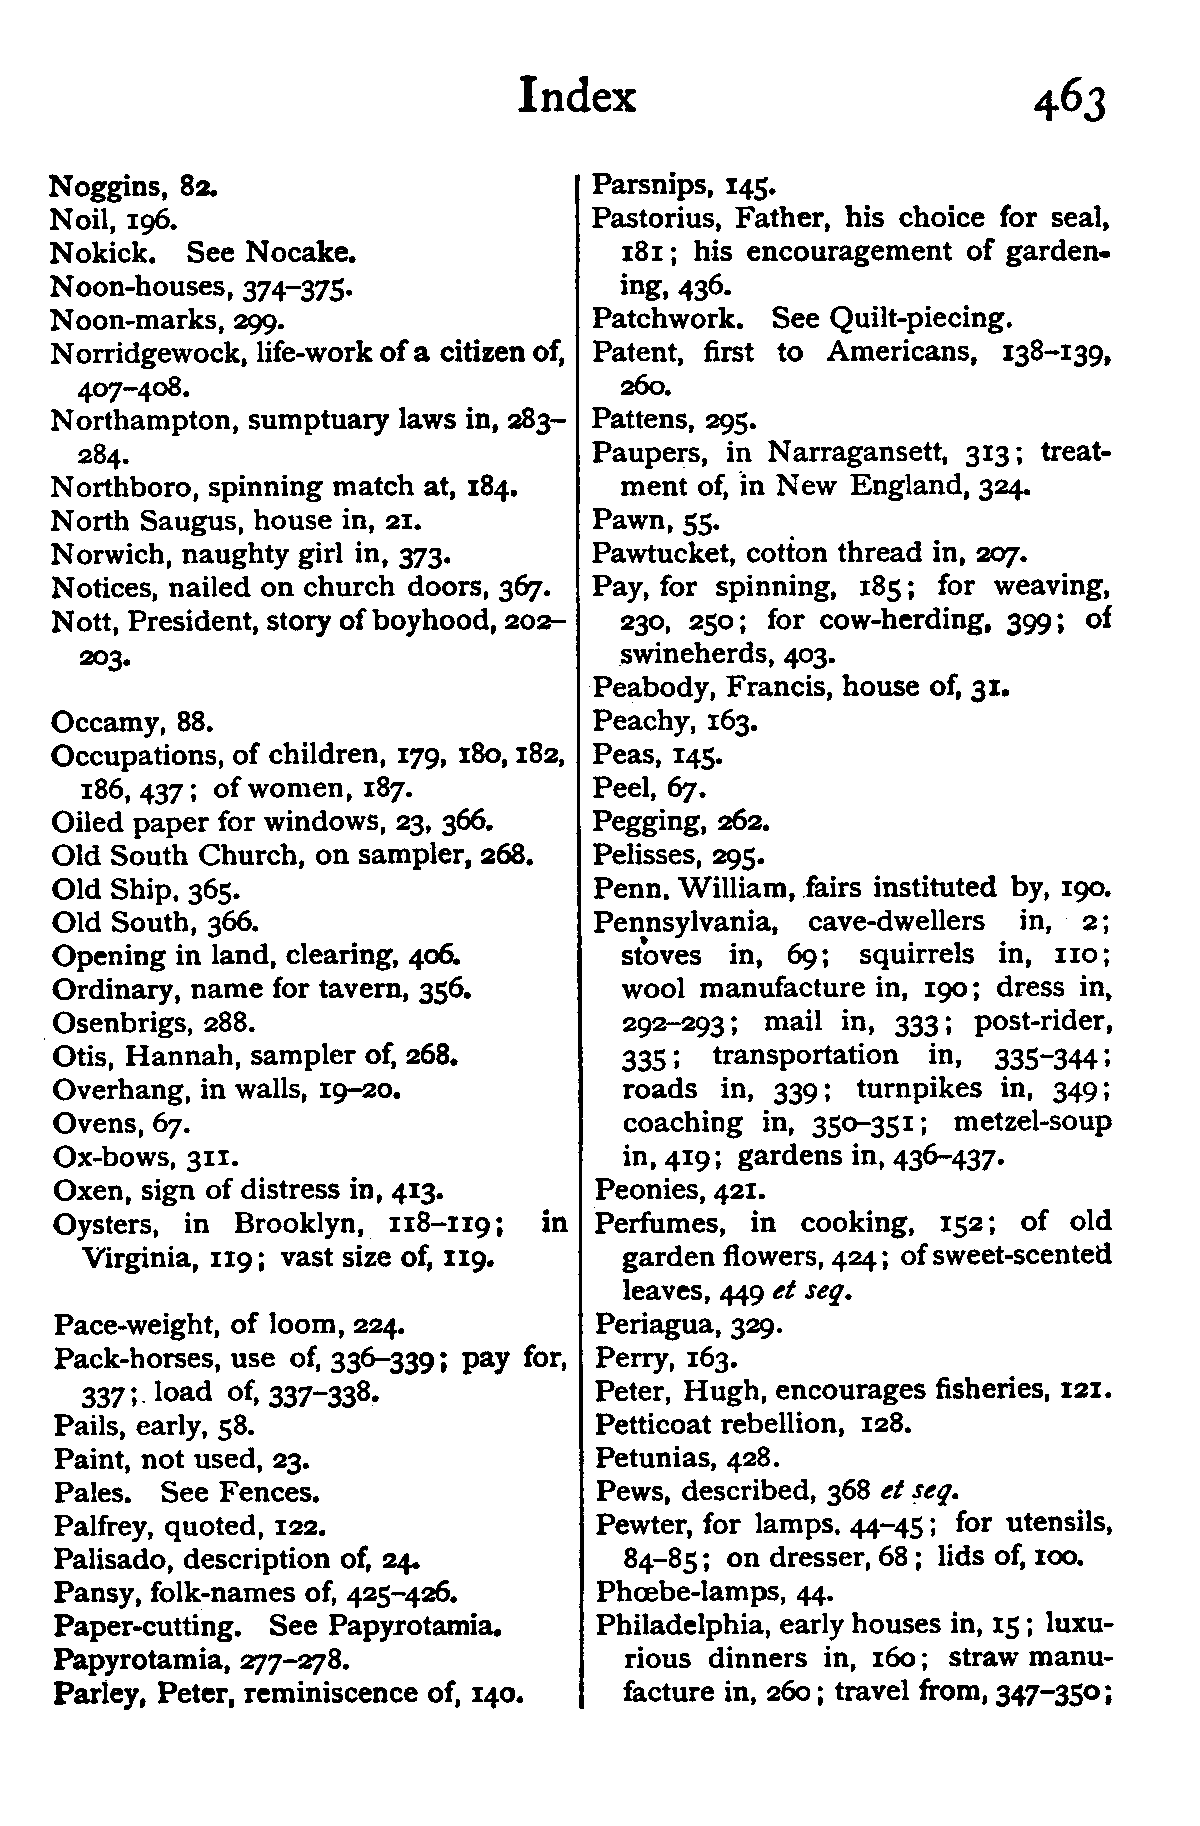 Index 463
Noggins, 82.
Noil, 196.
Nokick. See Nocake.
Noon-houses, 374–375.
Noon-marks, 299.
Norridgewock, life-work of a citizen of,
407–408.
Northampton, sumptuary laws in, 283–
284.
Northboro, spinning match at, 184.
North Saugus, house in, 21.
Norwich, naughty girl in, 373.
Notices, nailed on church doors, 367.
Nott, President, story of boyhood, 202–
203.
Occamy, 88.
Occupations, of children, 179, 180, 182,
186, 437; of women, 187.
Oiled paper for windows, 23, 366.
Old South Church, on sampler, 268.
Old Ship, 365.
Old South, 366.
Opening in land, clearing, 406.
Ordinary, name for tavern, 356.
Osenbrigs, 288.
Otis, Hannah, sampler of, 268.
Overhang, in walls, 19–20.
Ovens, 67.
Ox-bows, 311.
Oxen, sign of distress in, 413.
Oysters, in Brooklyn, 118–119; in
Virginia, 119; vast size of, 119.
Pace-weight, of loom, 224.
Pack-horses, use of, 336–339; pay for,
337; load of, 337–338.
Pails, early, 58.
Paint, not used, 23.
Pales. See Fences.
Palfrey, quoted, 122.
Palisado, description of, 24.
Pansy, folk-names of, 425–426.
Paper-cutting. See Papyrotamia.
Papyrotamia, 277–278.
Parley, Peter, reminiscence of, 140.
Parsnips, 145.
Pastorius, Father, his choice for seal,
181; his encouragement of garden-
ing, 436.
Patchwork. See Quilt-piecing.
Patent, first to Americans, 138–139,
260.
Pattens, 295.
Paupers, in Narragansett, 313; treat-
ment of, in New England, 324.
Pawn, 55.
Pawtucket, cotton thread in, 207.
Pay, for spinning, 185; for weaving,
230, 250; for cow-herding, 399; of
swineherds, 403.
Peabody, Francis, house of, 31.
Peachy, 163.
Peas, 145.
Peel, 67.
Pegging, 262.
Pelisses, 295.
Penn, William, fairs instituted by, 190.
Pennsylvania, cave-dwellers in, 2;
stoves in, 69; squirrels in, 110;
wool manufacture in, 190; dress in,
292–293; mail in, 333; post-rider,
335; transportation in, 335–344;
roads in, 339; turnpikes in, 349;
coaching in, 350–351; metzel-soup
in, 419; gardens in, 436–437.
Peonies, 421.
Perfumes, in cooking, 152; of old
garden flowers, 424; of sweet-scented
leaves, 449 et seq.
Periagua, 329.
Perry, 163.
Peter, Hugh, encourages fisheries, 121.
Petticoat rebellion, 128.
Petunias, 428.
Pews, described, 368 et seq.
Pewter, for lamps, 44–45; for utensils,
84–85; on dresser, 68; lids of, 100.
Phœbe-lamps, 44.
Philadelphia, early houses in, 15; luxu-
rious dinners in, 160; straw manu-
facture in, 260; travel from, 347–350;